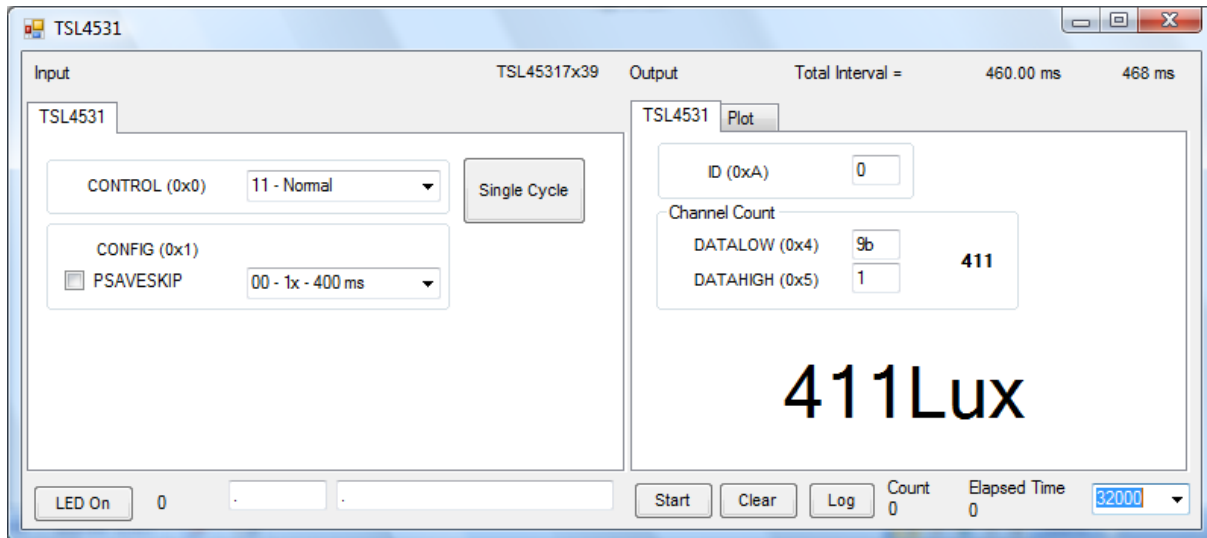 TSL4531
Input
TSL45317x39
Output
Total Interval =
460.00 ms
468 ms
TSL4531
CONTROL (0x0)
11 - Normal
Single Cycle
CONFIG (0x1)
PSAVESKIP
00 - 1x - 400 ms
TSL4531
Plot
ID (0xA)
0
Channel Count
DATALOW (0x4)
9b
DATAHIGH (0x5)
1
411
411Lux
LED On
0
.
.
Start
Clear
Log
Count
0
Elapsed Time
0
32000